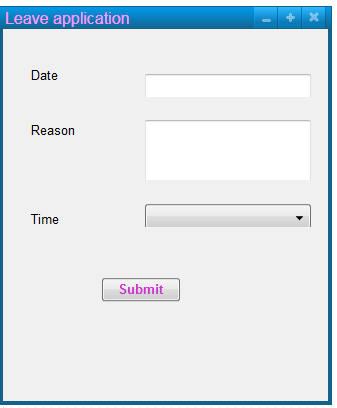 Leave application
Date
Reason
Time
Submit